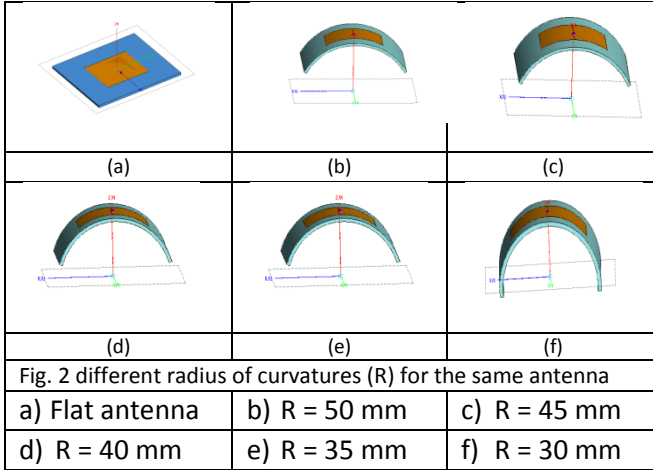 (a) (b) (c)
(d) (e) (f)
Fig. 2 different radius of curvatures (R) for the same antenna
a) Flat antenna b) R = 50 mm c) R = 45 mm
d) R = 40 mm e) R = 35 mm f) R = 30 mm